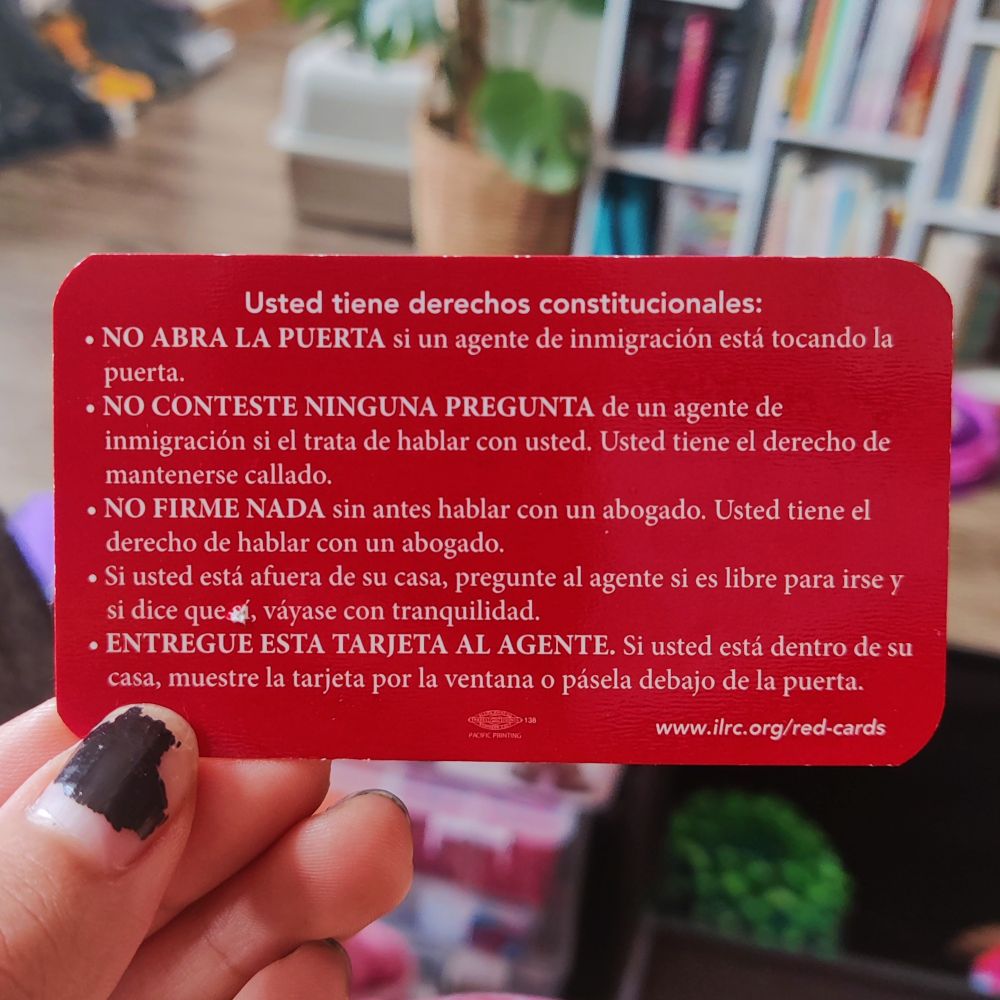 Usted tiene derechos constitucionales:
• NO ABRA LA PUERTA si un agente de inmigración está tocando la
puerta.
• NO CONTESTE NINGUNA PREGUNTA de un agente de
inmigración si el trata de hablar con usted. Usted tiene el derecho de
mantenerse callado.
• NO FIRME NADA sin antes hablar con un abogado. Usted tiene el
derecho de hablar con un abogado.
• Si usted está afuera de su casa, pregunte al agente si es libre para irse y
si dice que sí, váyase con tranquilidad.
• ENTREGUE ESTA TARJETA AL AGENTE. Si usted está dentro de su
casa, muestre la tarjeta por la ventana o pásela debajo de la puerta.
138
PACIFIC PRINTING
www.ilrc.org/red-cards